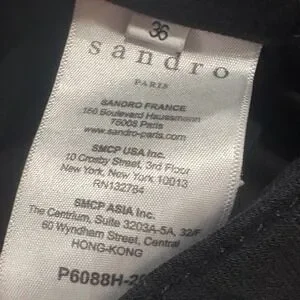 36
sandro
PARIS
SANDRO FRANCE
150 Boulevard Haussmann
75008 Paris
www.sandro-paris.com
SMCP USA Inc.
10 Crosby Street, 3rd Floor
New York, New York 10013
RN132784
SMCP ASIA Inc.
The Centrium, Suite 3203A-5A, 32/F
60 Wyndham Street, Central
HONG-KONG
P6088H-